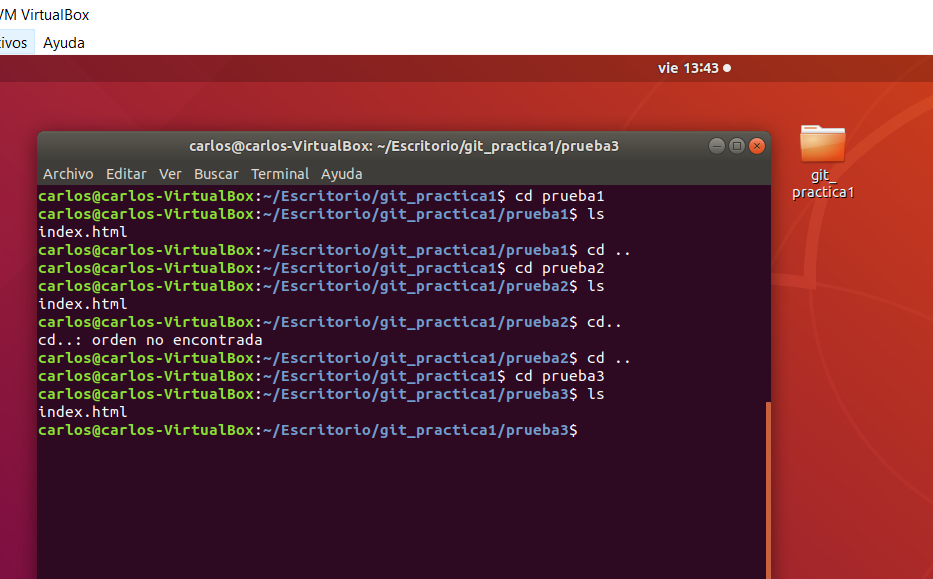 VM VirtualBox
ivos Ayuda
vie 13:43
carlos@carlos-VirtualBox: ~/Escritorio/git_practica1/prueba3
Archivo Editar Ver Buscar Terminal Ayuda
carlos@carlos-VirtualBox:~/Escritorio/git_practica1$ cd prueba1
carlos@carlos-VirtualBox:~/Escritorio/git_practica1/prueba1$ ls
index.html
carlos@carlos-VirtualBox:~/Escritorio/git_practica1/prueba1$ cd ..
carlos@carlos-VirtualBox:~/Escritorio/git_practica1$ cd prueba2
carlos@carlos-VirtualBox:~/Escritorio/git_practica1/prueba2$ ls
index.html
carlos@carlos-VirtualBox:~/Escritorio/git_practica1/prueba2$ cd..
cd..: orden no encontrada
carlos@carlos-VirtualBox:~/Escritorio/git_practica1/prueba2$ cd ..
carlos@carlos-VirtualBox:~/Escritorio/git_practica1$ cd prueba3
carlos@carlos-VirtualBox:~/Escritorio/git_practica1/prueba3$ ls
index.html
carlos@carlos-VirtualBox:~/Escritorio/git_practica1/prueba3$
git_
practica1